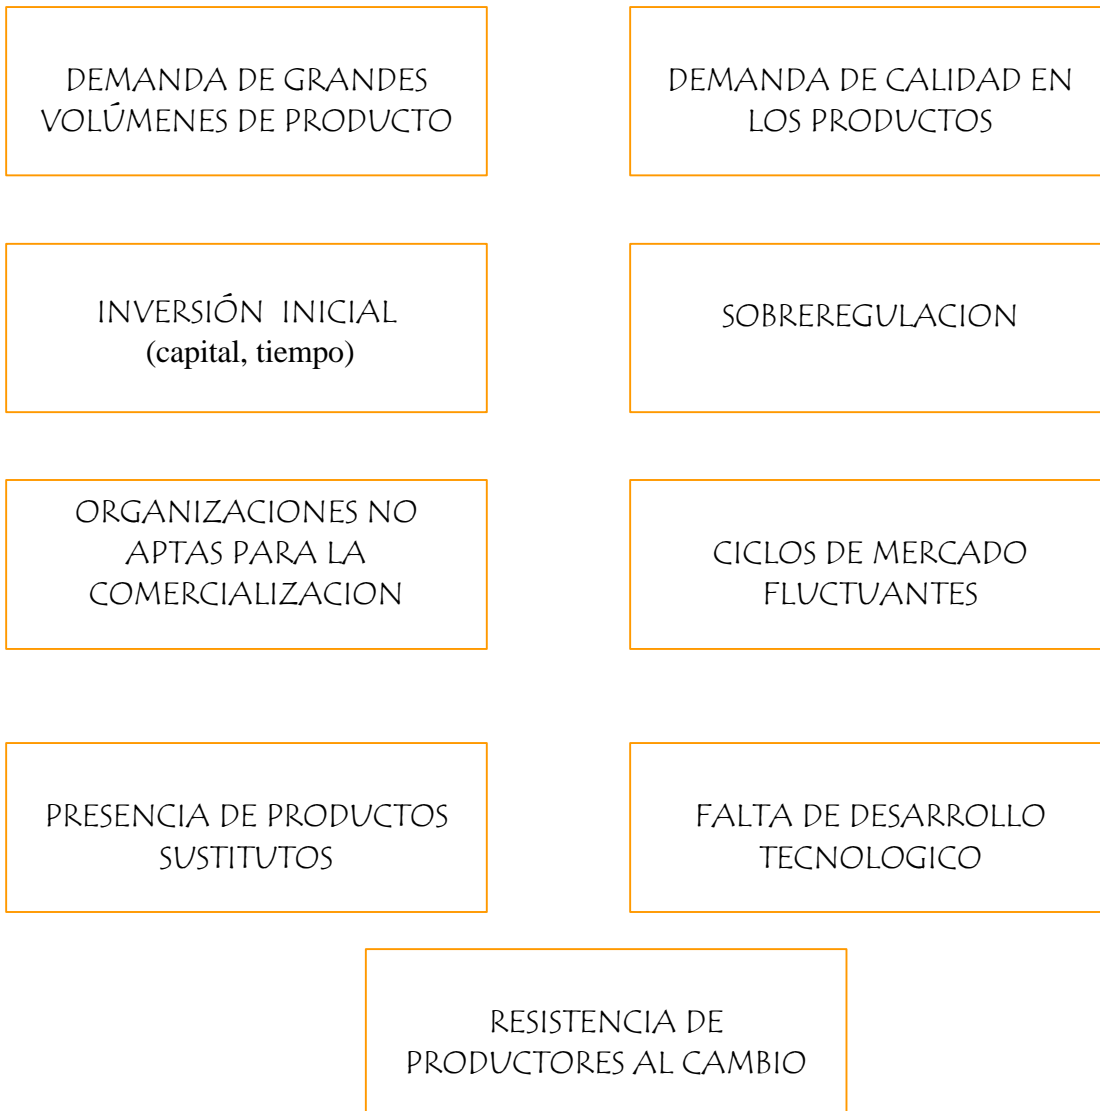 DEMANDA DE GRANDES
VOLÚMENES DE PRODUCTO
DEMANDA DE CALIDAD EN
LOS PRODUCTOS
INVERSIÓN INICIAL
(capital, tiempo)
SOBREREGULACION
ORGANIZACIONES NO
APTAS PARA LA
COMERCIALIZACION
CICLOS DE MERCADO
FLUCTUANTES
PRESENCIA DE PRODUCTOS
SUSTITUTOS
FALTA DE DESARROLLO
TECNOLOGICO
RESISTENCIA DE
PRODUCTORES AL CAMBIO